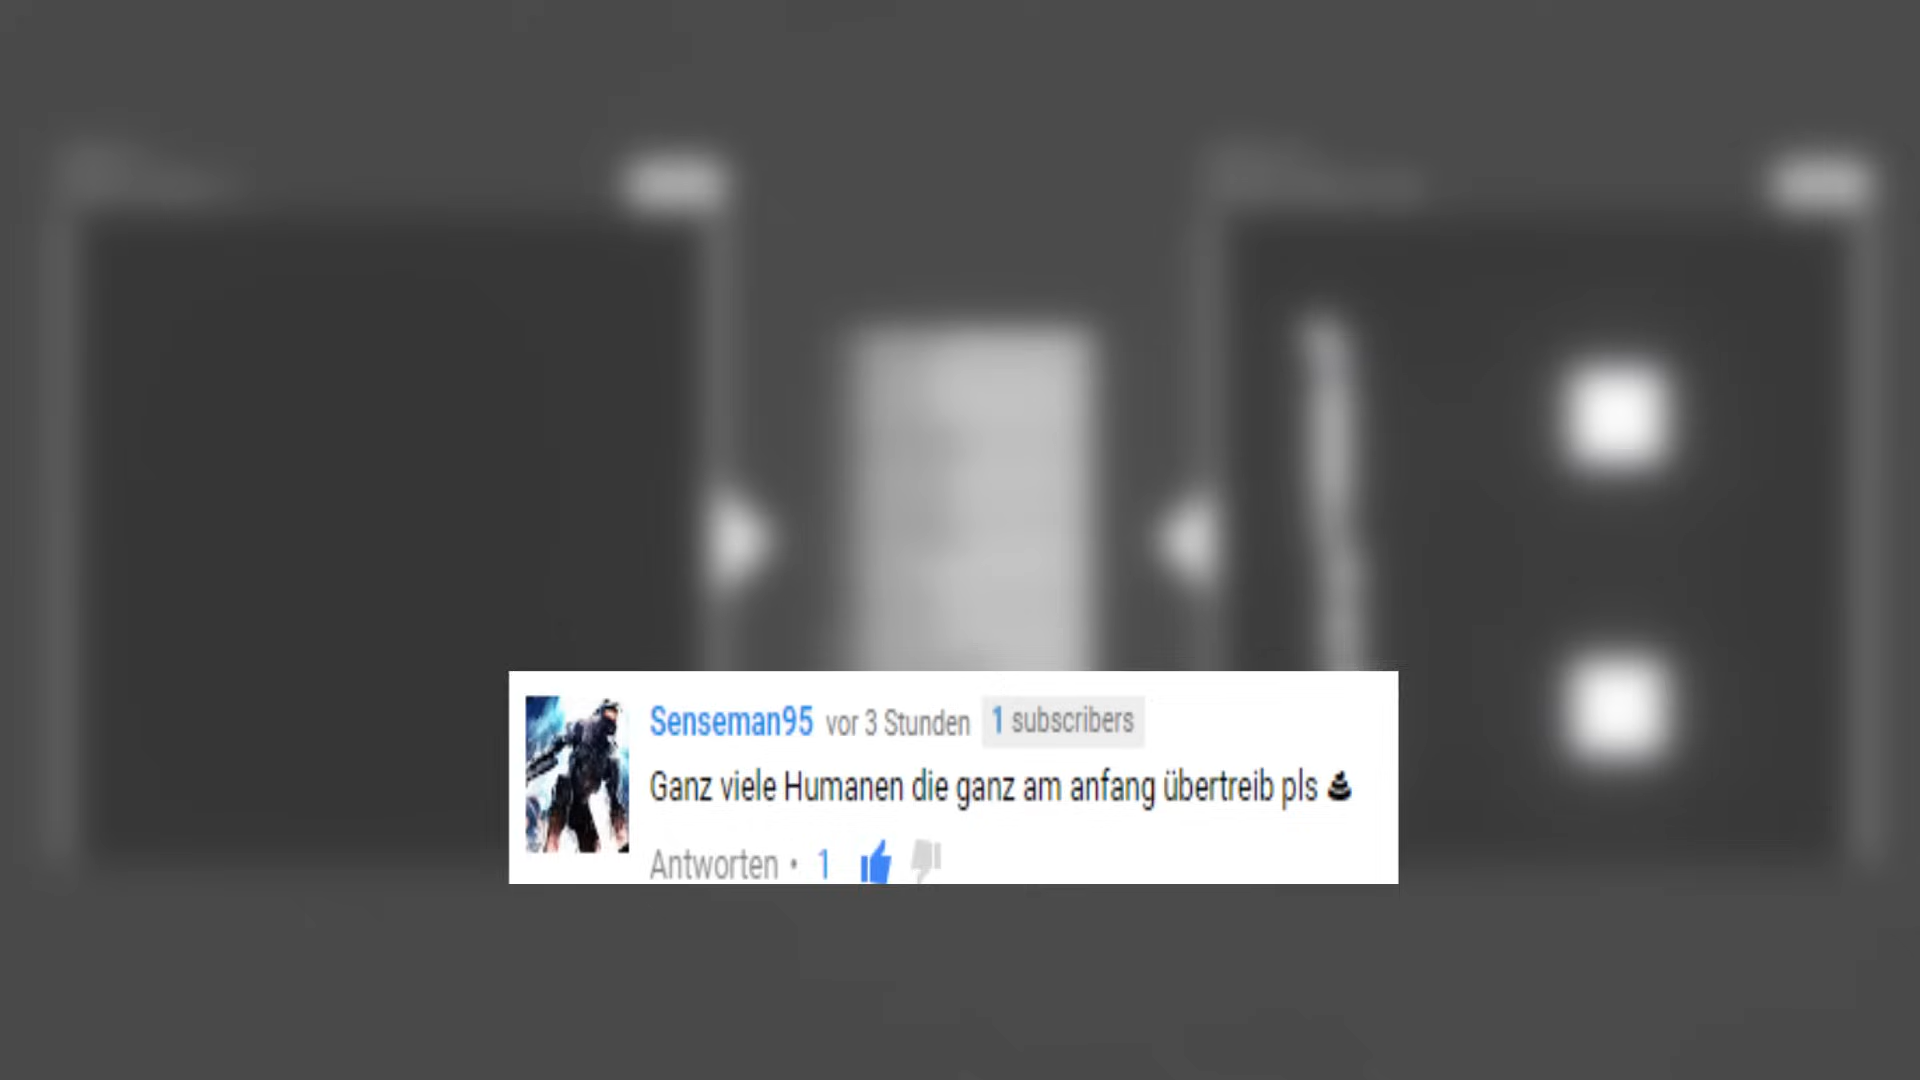 Senseman95 vor 3 Stunden 1 subscribers
Ganz viele Humanen die ganz am anfang übertreib pls 💩
Antworten • 1